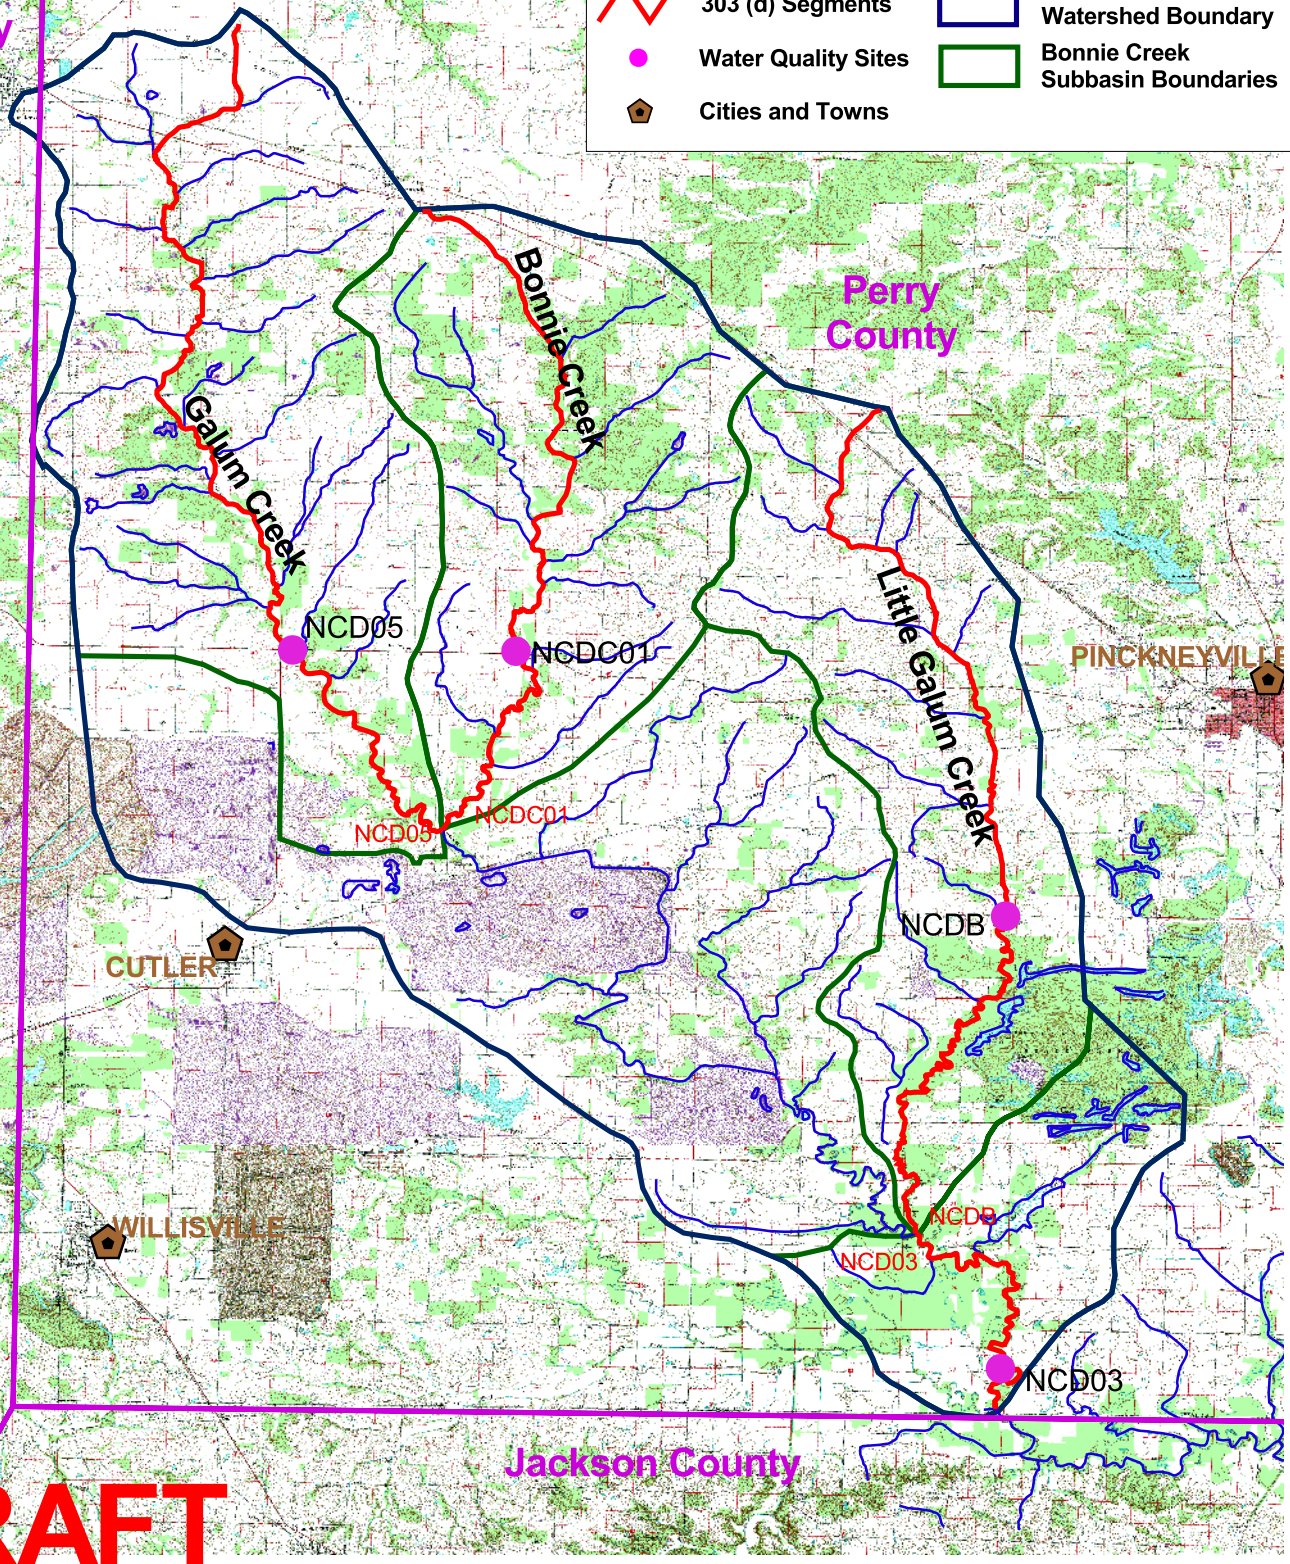 303 (d) Segments
Watershed Boundary
Water Quality Sites
Bonnie Creek
Subbasin Boundaries
Cities and Towns
y
Bonnie Creek
Perry
County
Galum Creek
Little Galum Creek
NCD05
NCDC01
PINCKNEYVILLE
NCDC01
NCD05
NCDB
CUTLER
NCDB
WILLISVILLE
NCD03
NCD03
Jackson County
RAFT